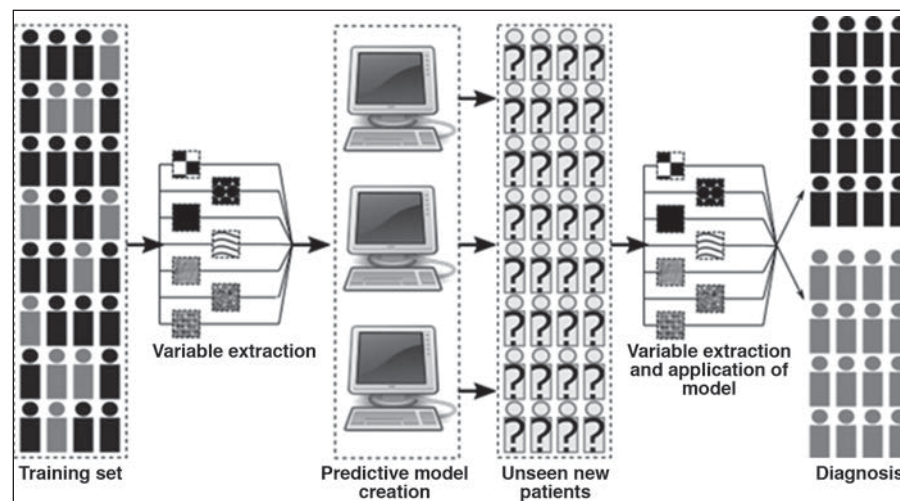 Variable extraction
Variable extraction
and application of
model
Training set
Predictive model
creation
Unseen new
patients
Diagnosis
? ? ? ?
? ? ? ?
? ? ? ?
? ? ? ?
? ? ? ?
? ? ? ?
? ? ? ?
? ? ? ?